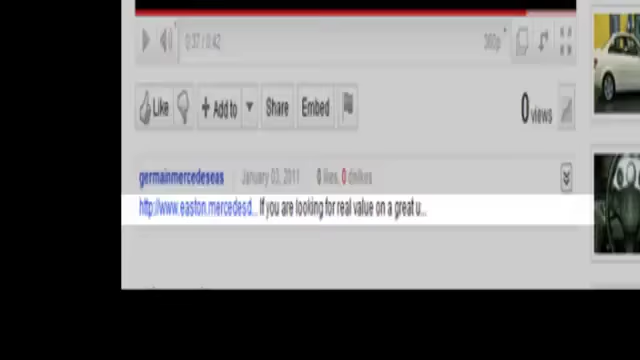 0:37 / 0:42
360p
Like
+ Add to
Share
Embed
0 views
germainmercedeseas
January 03, 2011
0 likes, 0 dislikes
http://www.easton.mercedesd... If you are looking for real value on a great u...